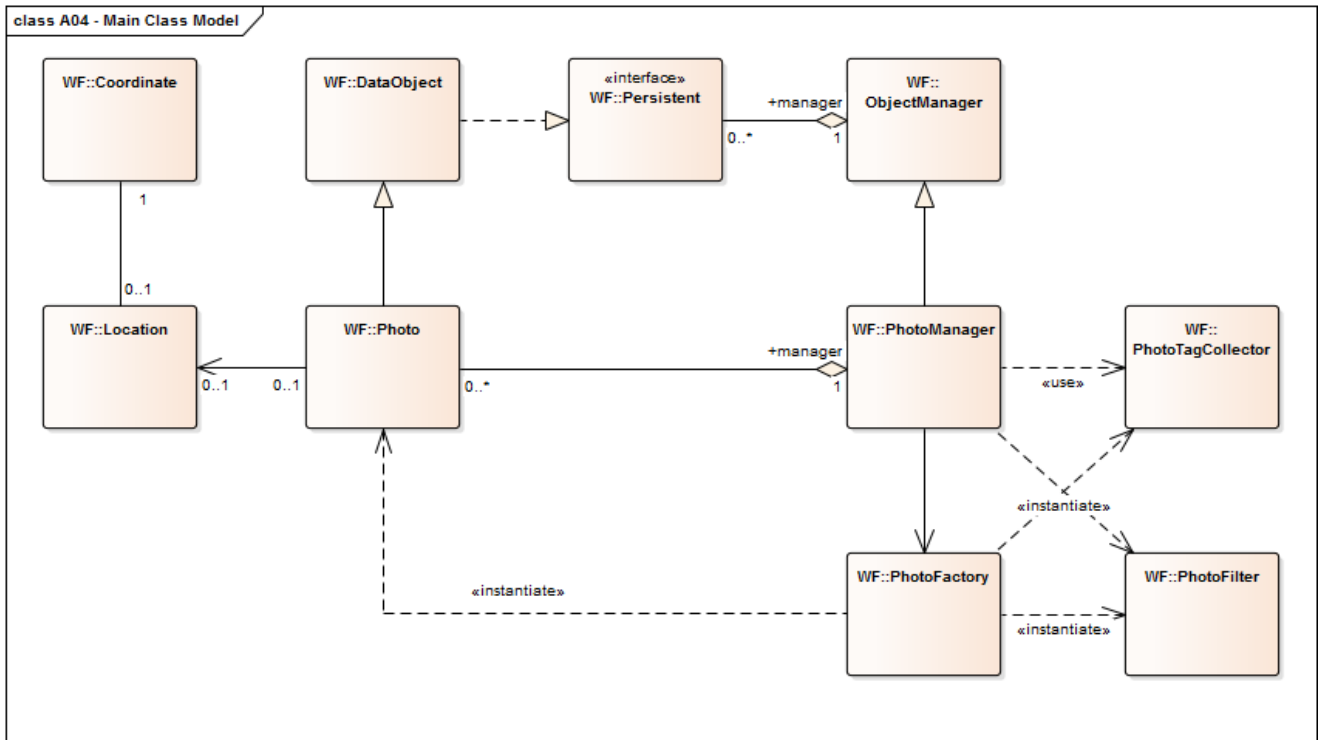 class A04 - Main Class Model
WF::Coordinate
WF::DataObject
«interface»
WF::Persistent
WF::
ObjectManager
+manager
0..*
1
1
0..1
WF::Location
WF::Photo
WF::PhotoManager
WF::
PhotoTagCollector
+manager
0..1
0..1
0..*
1
«use»
«instantiate»
WF::PhotoFactory
WF::PhotoFilter
«instantiate»
«instantiate»